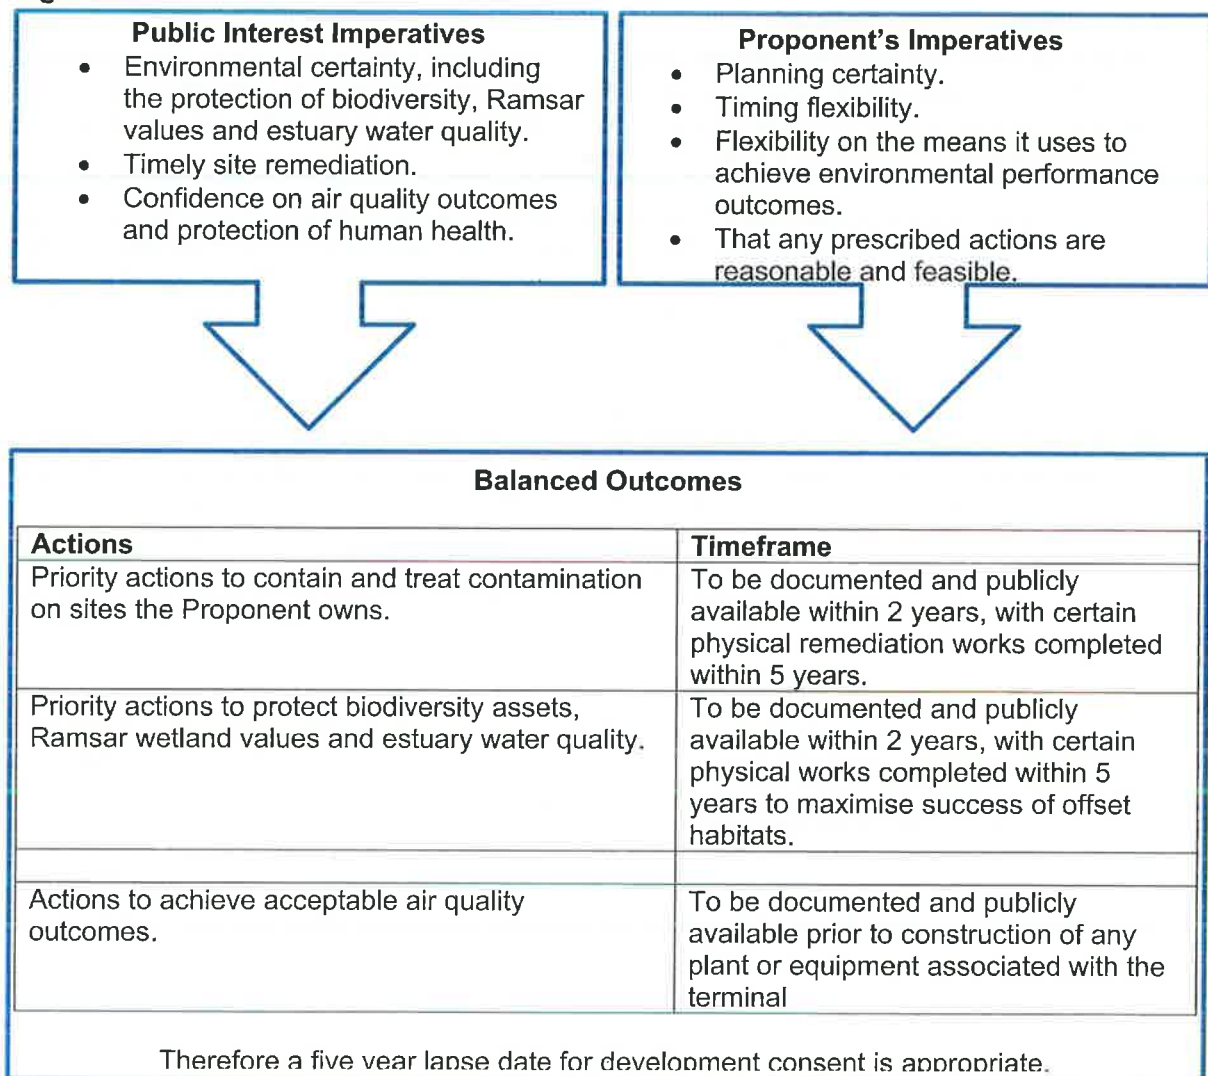 Public Interest Imperatives
• Environmental certainty, including
the protection of biodiversity, Ramsar
values and estuary water quality.
• Timely site remediation.
• Confidence on air quality outcomes
and protection of human health.
Proponent's Imperatives
• Planning certainty.
• Timing flexibility.
• Flexibility on the means it uses to
achieve environmental performance
outcomes.
• That any prescribed actions are
reasonable and feasible.
Balanced Outcomes
Actions
Timeframe
Priority actions to contain and treat contamination
on sites the Proponent owns.
To be documented and publicly
available within 2 years, with certain
physical remediation works completed
within 5 years.
Priority actions to protect biodiversity assets,
Ramsar wetland values and estuary water quality.
To be documented and publicly
available within 2 years, with certain
physical works completed within 5
years to maximise success of offset
habitats.
Actions to achieve acceptable air quality
outcomes.
To be documented and publicly
available prior to construction of any
plant or equipment associated with the
terminal
Therefore a five year lapse date for development consent is appropriate.